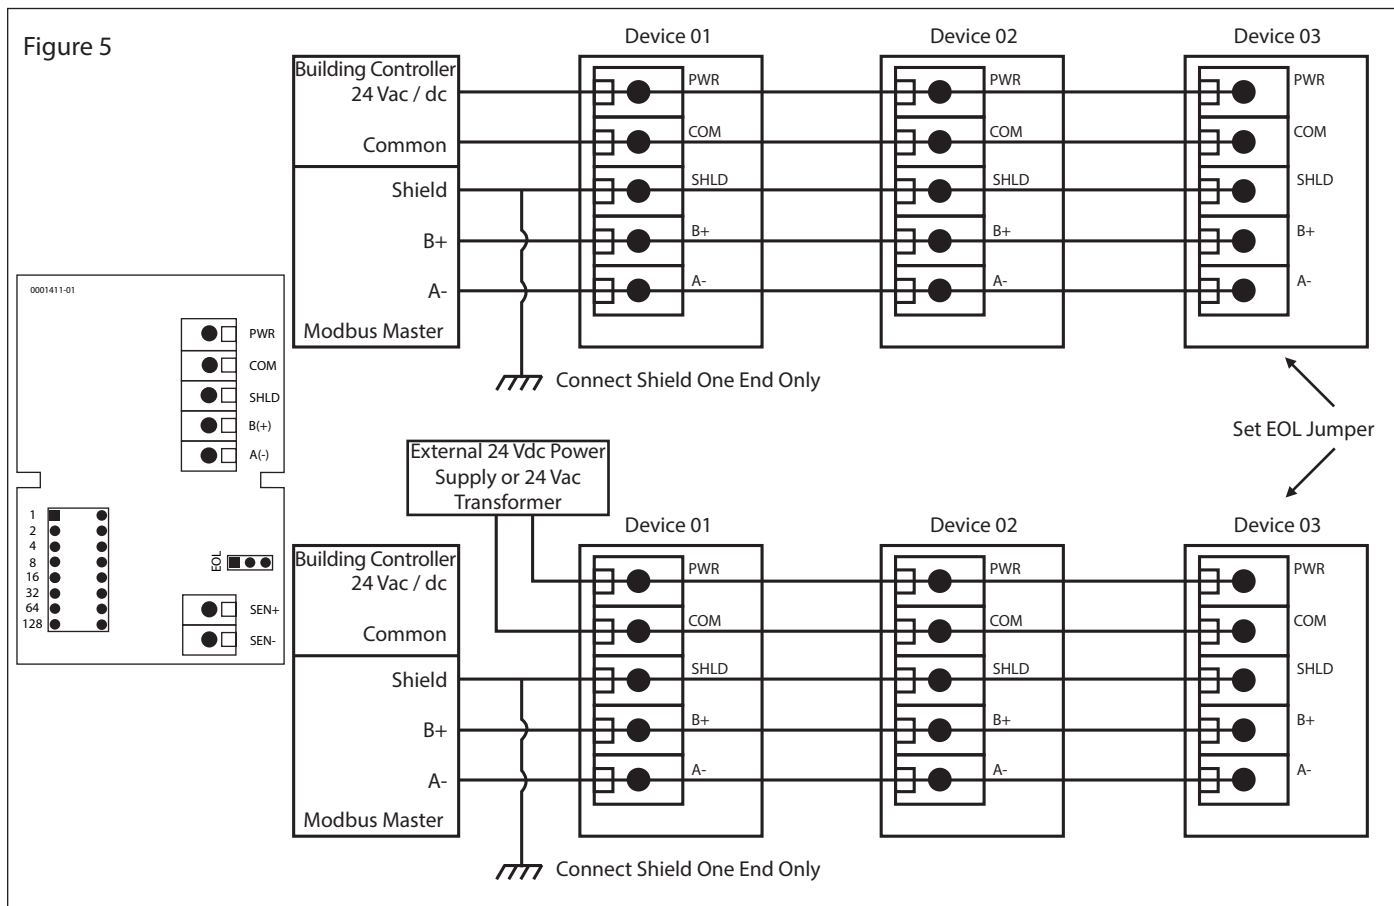 Figure 5
Device 01
Device 02
Device 03
Building Controller
24 Vac / dc
Common
Shield
B+
A-
Modbus Master
PWR
COM
SHLD
B+
A-
PWR
COM
SHLD
B+
A-
PWR
COM
SHLD
B+
A-
Connect Shield One End Only
Set EOL Jumper
0001411-01
PWR
COM
SHLD
B(+)
A(-)
1
2
4
8
16
32
64
128
EOL
SEN+
SEN-
External 24 Vdc Power
Supply or 24 Vac
Transformer
Device 01
Device 02
Device 03
Building Controller
24 Vac / dc
Common
Shield
B+
A-
Modbus Master
PWR
COM
SHLD
B+
A-
PWR
COM
SHLD
B+
A-
PWR
COM
SHLD
B+
A-
Connect Shield One End Only